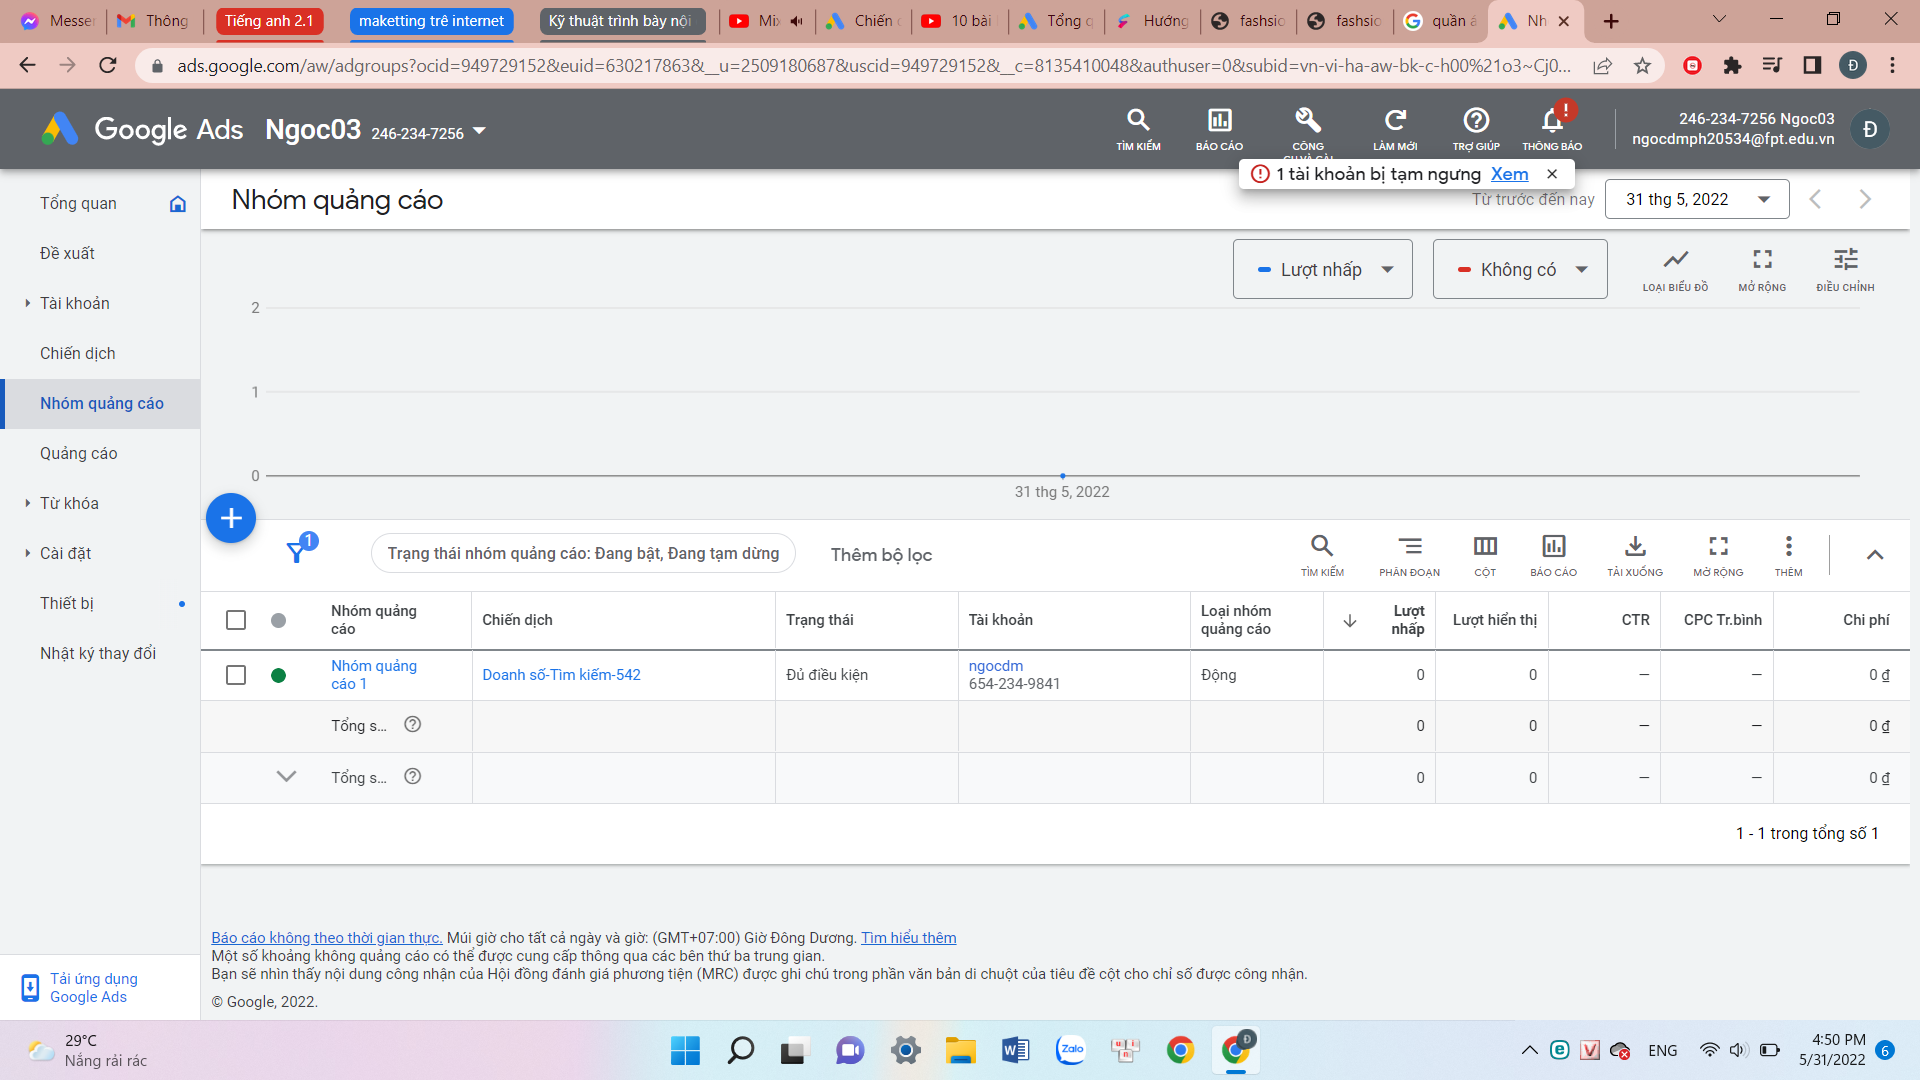 Messen
Thông
Tiếng anh 2.1
maketting trê internet
Kỹ thuật trình bày nội
Mix
Chiến d
10 bài
Tổng q
Hướng
fashsio
fashsio
quần á
Nh
ads.google.com/aw/adgroups?ocid=949729152&euid=630217863&__u=2509180687&uscid=949729152&__c=8135410048&authuser=0&subid=vn-vi-ha-aw-bk-c-h00%21o3~Cj0...
Đ
Google Ads
Ngoc03 246-234-7256
TÌM KIẾM
BÁO CÁO
CÔNG
CỤ VÀ CÀI
LÀM MỚI
TRỢ GIÚP
THÔNG BÁO
!
246-234-7256 Ngoc03
ngocdmph20534@fpt.edu.vn
Đ
1 tài khoản bị tạm ngưng Xem
Tổng quan
Đề xuất
Tài khoản
Chiến dịch
Nhóm quảng cáo
Quảng cáo
Từ khóa
Cài đặt
Thiết bị
Nhật ký thay đổi
Tải ứng dụng
Google Ads
Nhóm quảng cáo
Từ trước đến nay
31 thg 5, 2022
Lượt nhấp
Không có
LOẠI BIỂU ĐỒ
MỞ RỘNG
ĐIỀU CHỈNH
2
1
0
31 thg 5, 2022
1
Trạng thái nhóm quảng cáo: Đang bật, Đang tạm dừng
Thêm bộ lọc
TÌM KIẾM
PHÂN ĐOẠN
CỘT
BÁO CÁO
TẢI XUỐNG
MỞ RỘNG
THÊM
Nhóm quảng
cáo
Chiến dịch
Trạng thái
Tài khoản
Loại nhóm
quảng cáo
Lượt
nhấp
Lượt hiển thị
CTR
CPC Tr.bình
Chi phí
Nhóm quảng
cáo 1
Doanh số-Tìm kiếm-542
Đủ điều kiện
ngocdm
654-234-9841
Động
0
0
—
—
0 ₫
Tổng s...
0
0
—
—
0 ₫
Tổng s...
0
0
—
—
0 ₫
1 - 1 trong tổng số 1
Báo cáo không theo thời gian thực. Múi giờ cho tất cả ngày và giờ: (GMT+07:00) Giờ Đông Dương. Tìm hiểu thêm
Một số khoảng không quảng cáo có thể được cung cấp thông qua các bên thứ ba trung gian.
Bạn sẽ nhìn thấy nội dung công nhận của Hội đồng đánh giá phương tiện (MRC) được ghi chú trong phần văn bản di chuột của tiêu đề cột cho chỉ số được công nhận.
© Google, 2022.
29°C
Nắng rải rác
Zalo
Đ
ENG
4:50 PM
5/31/2022
6